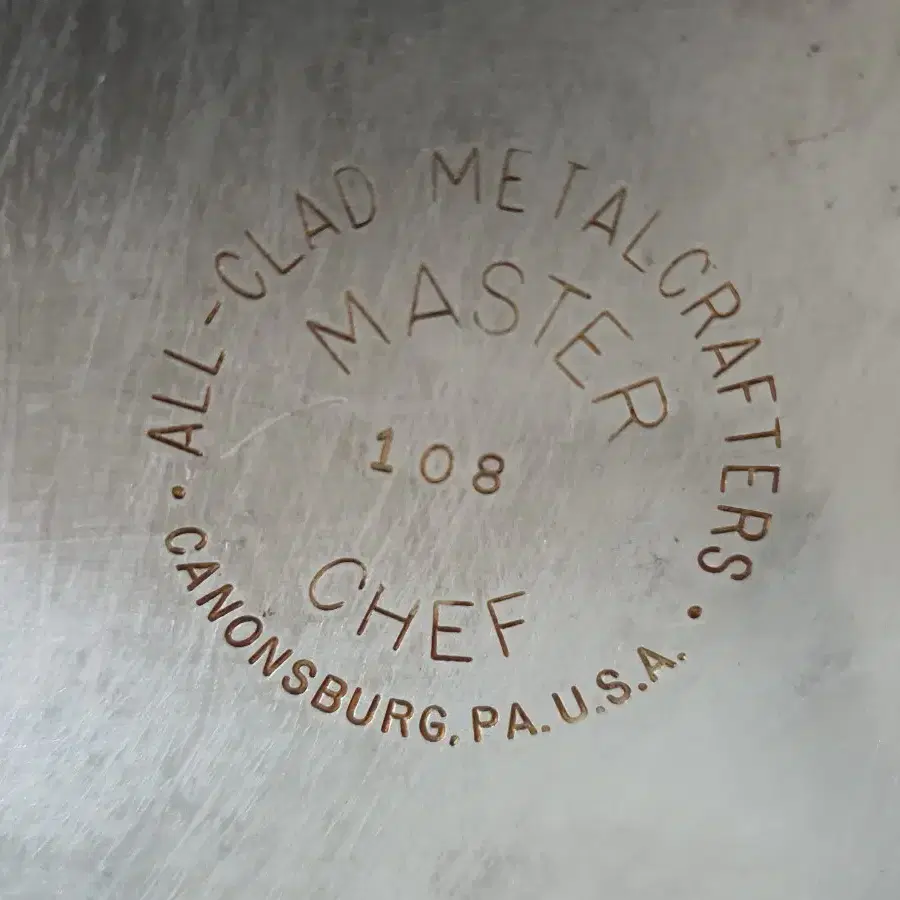 · ALL-CLAD METALCRAFTERS ·
MASTER
108
CHEF
CANONSBURG, PA. U.S.A.